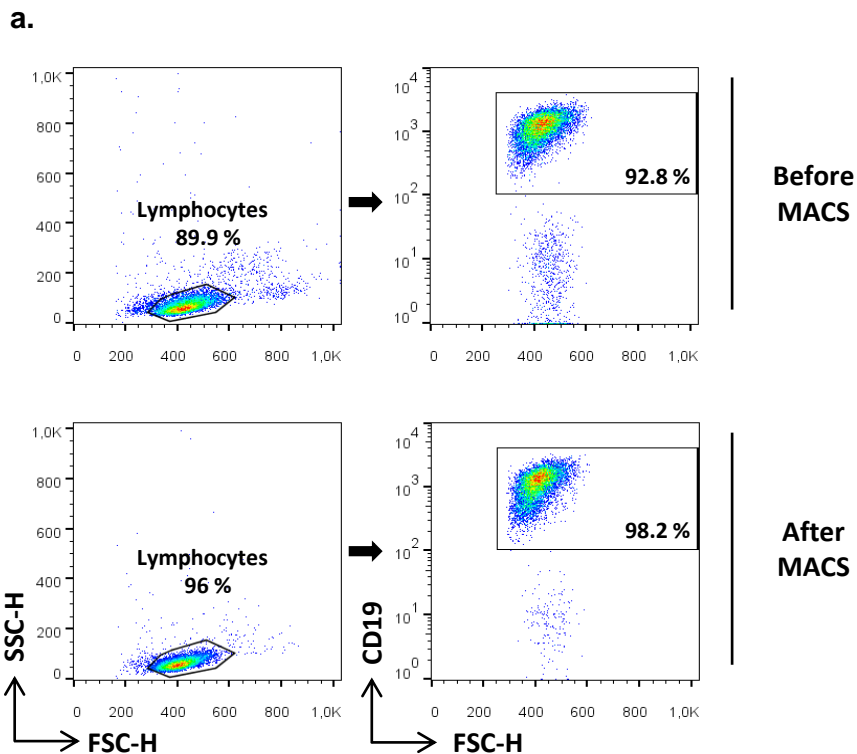 a.
1,0K
800
600
400
200
0
Lymphocytes
89.9 %
0 200 400 600 800 1,0K
10^4
10^3
10^2
10^1
10^0
92.8 %
0 200 400 600 800 1,0K
Before
MACS
1,0K
800
600
400
200
0
Lymphocytes
96 %
0 200 400 600 800 1,0K
SSC-H
FSC-H
10^4
10^3
10^2
10^1
10^0
98.2 %
0 200 400 600 800 1,0K
CD19
FSC-H
After
MACS